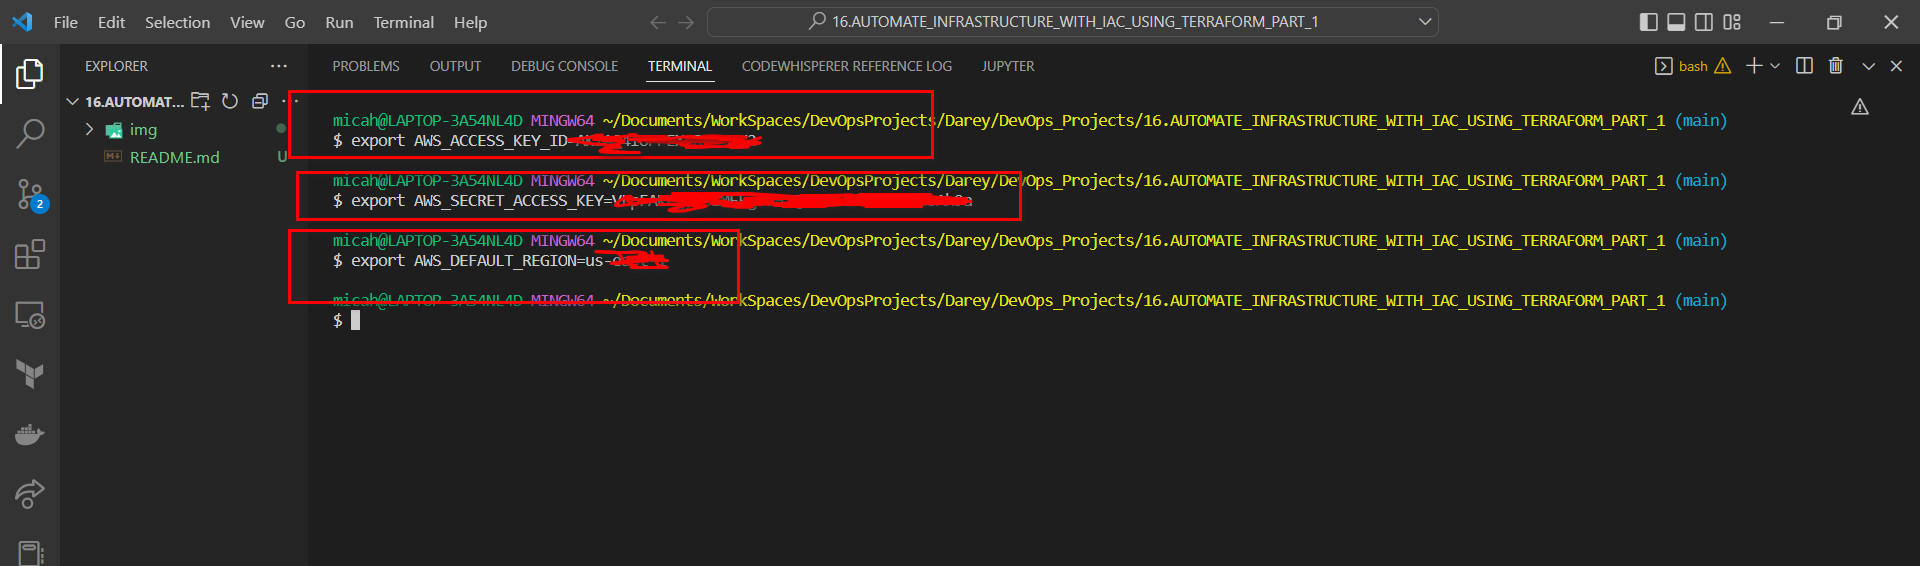 File Edit Selection View Go Run Terminal Help
16.AUTOMATE_INFRASTRUCTURE_WITH_IAC_USING_TERRAFORM_PART_1
EXPLORER
PROBLEMS OUTPUT DEBUG CONSOLE TERMINAL CODEWHISPERER REFERENCE LOG JUPYTER
bash
16.AUTOMAT...
img
README.md U
2
micah@LAPTOP-3A54NL4D MINGW64 ~/Documents/WorkSpaces/DevOpsProjects/Darey/DevOps_Projects/16.AUTOMATE_INFRASTRUCTURE_WITH_IAC_USING_TERRAFORM_PART_1 (main)
$ export AWS_ACCESS_KEY_ID=
micah@LAPTOP-3A54NL4D MINGW64 ~/Documents/WorkSpaces/DevOpsProjects/Darey/DevOps_Projects/16.AUTOMATE_INFRASTRUCTURE_WITH_IAC_USING_TERRAFORM_PART_1 (main)
$ export AWS_SECRET_ACCESS_KEY=
micah@LAPTOP-3A54NL4D MINGW64 ~/Documents/WorkSpaces/DevOpsProjects/Darey/DevOps_Projects/16.AUTOMATE_INFRASTRUCTURE_WITH_IAC_USING_TERRAFORM_PART_1 (main)
$ export AWS_DEFAULT_REGION=us-
micah@LAPTOP-3A54NL4D MINGW64 ~/Documents/WorkSpaces/DevOpsProjects/Darey/DevOps_Projects/16.AUTOMATE_INFRASTRUCTURE_WITH_IAC_USING_TERRAFORM_PART_1 (main)
$